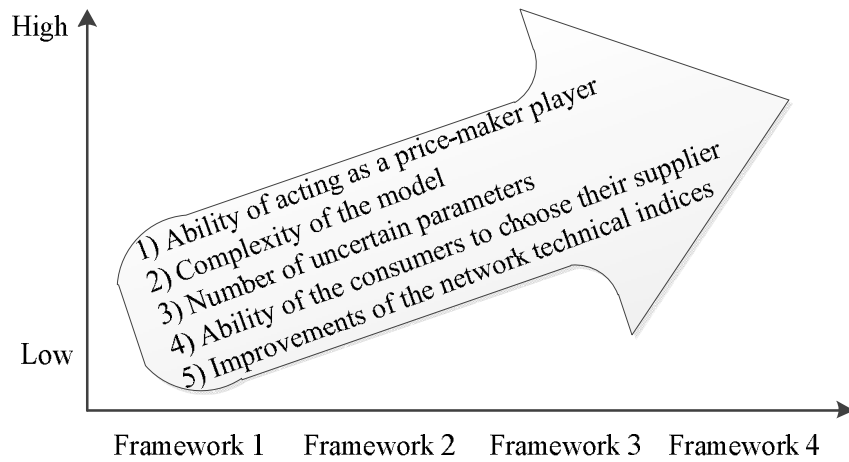 High
1) Ability of acting as a price-maker player
2) Complexity of the model
3) Number of uncertain parameters
4) Ability of the consumers to choose their supplier
5) Improvements of the network technical indices
Low
Framework 1 Framework 2 Framework 3 Framework 4